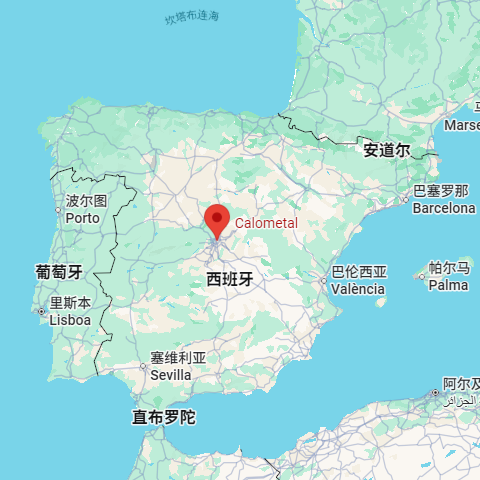 坎塔布连海
安道尔
Marse
巴塞罗那
Barcelona
波尔图
Porto
Calometal
葡萄牙
西班牙
巴伦西亚
València
帕尔马
Palma
里斯本
Lisboa
塞维利亚
Sevilla
阿尔及
الجزائر
直布罗陀